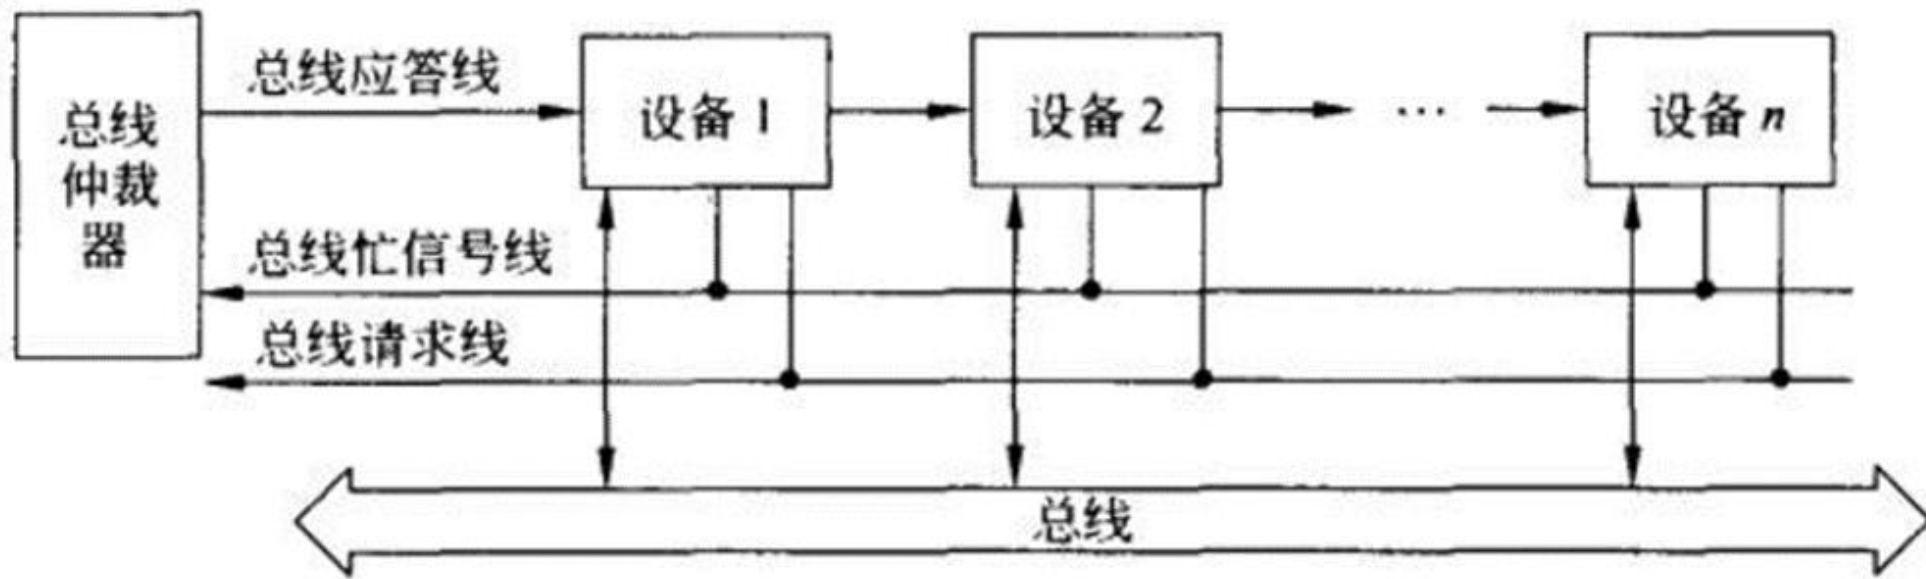 总线应答线
总线
仲裁
器
设备 1
设备 2
…
设备 n
总线忙信号线
总线请求线
总线